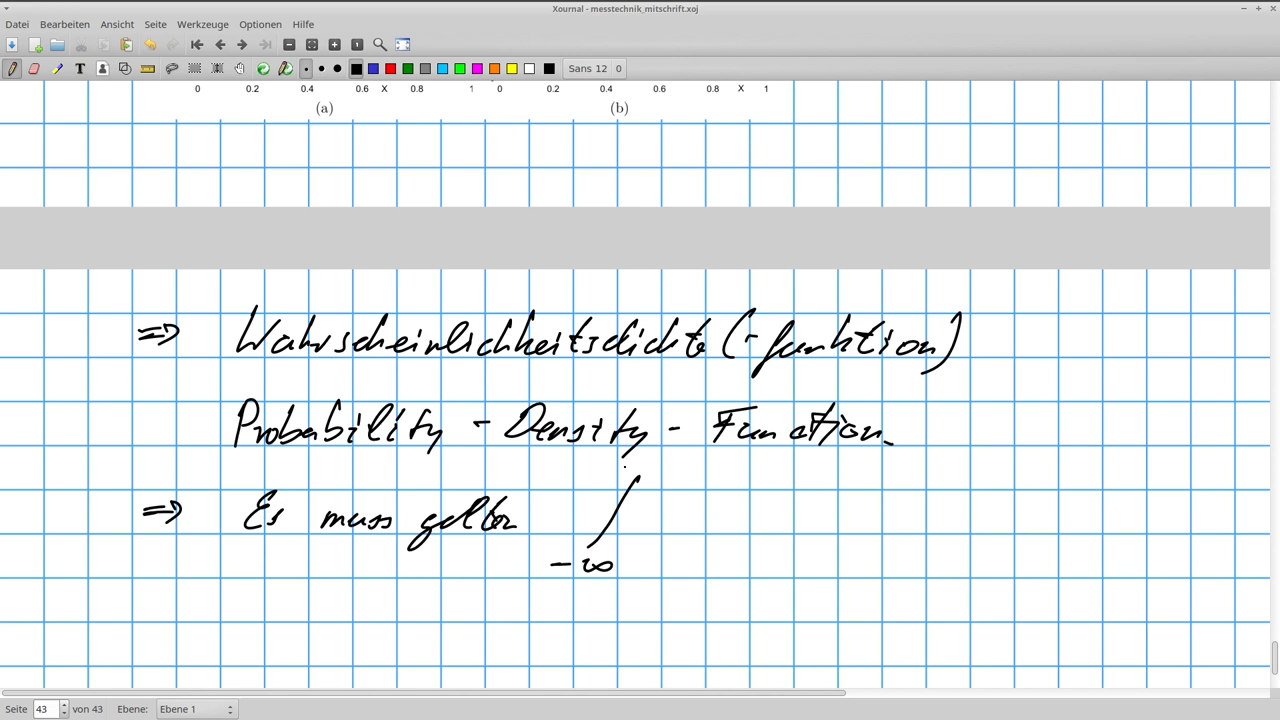 Xournal - messtechnik_mitschrift.xoj
Datei Bearbeiten Ansicht Seite Werkzeuge Optionen Hilfe
Sans 12 0
0 0.2 0.4 0.6 X 0.8 1 0 0.2 0.4 0.6 0.8 X 1
(a) (b)
⇒ Wahrscheinlichkeitsdichte (-funktion)
Probability - Density - Function
⇒ Es muss gelten ∫
-∞
Seite 43 von 43 Ebene: Ebene 1